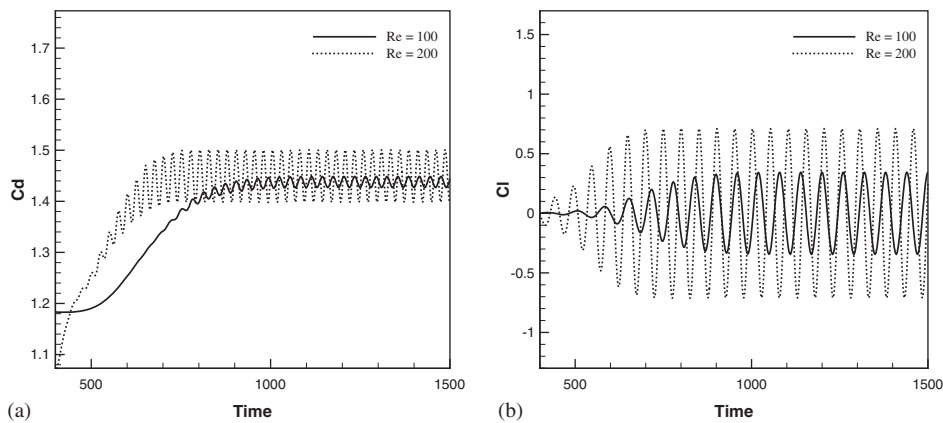 Re = 100
Re = 200
1.7
1.6
1.5
1.4
1.3
1.2
1.1
Cd
500
1000
1500
Time
(a)
Re = 100
Re = 200
1.5
1
0.5
0
-0.5
-1
Cl
500
1000
1500
Time
(b)